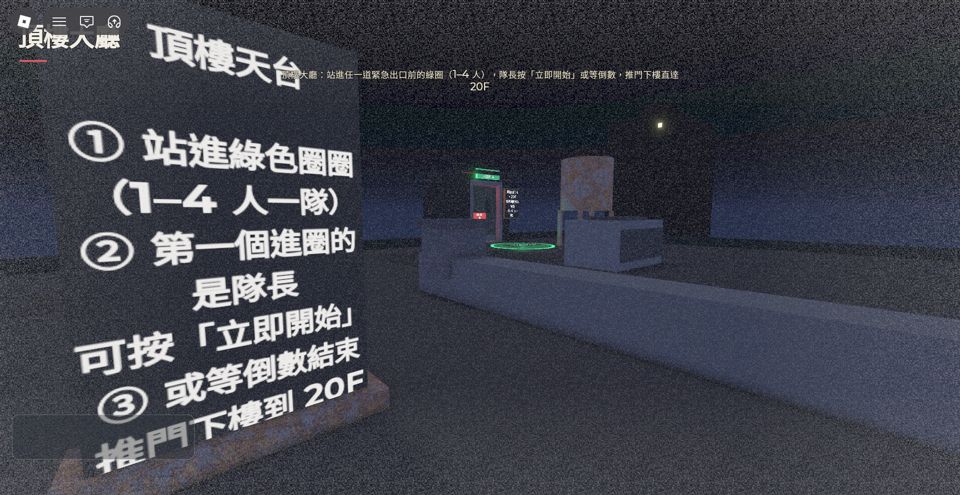 頂樓大廳
頂樓天台
頂樓大廳：站進任一道緊急出口前的綠圈（1–4 人），隊長按「立即開始」或等倒數，推門下樓直達
20F
① 站進綠色圈圈
（1–4 人一隊）
② 第一個進圈的
是隊長
可按「立即開始」
③ 或等倒數結束
推門下樓到 20F